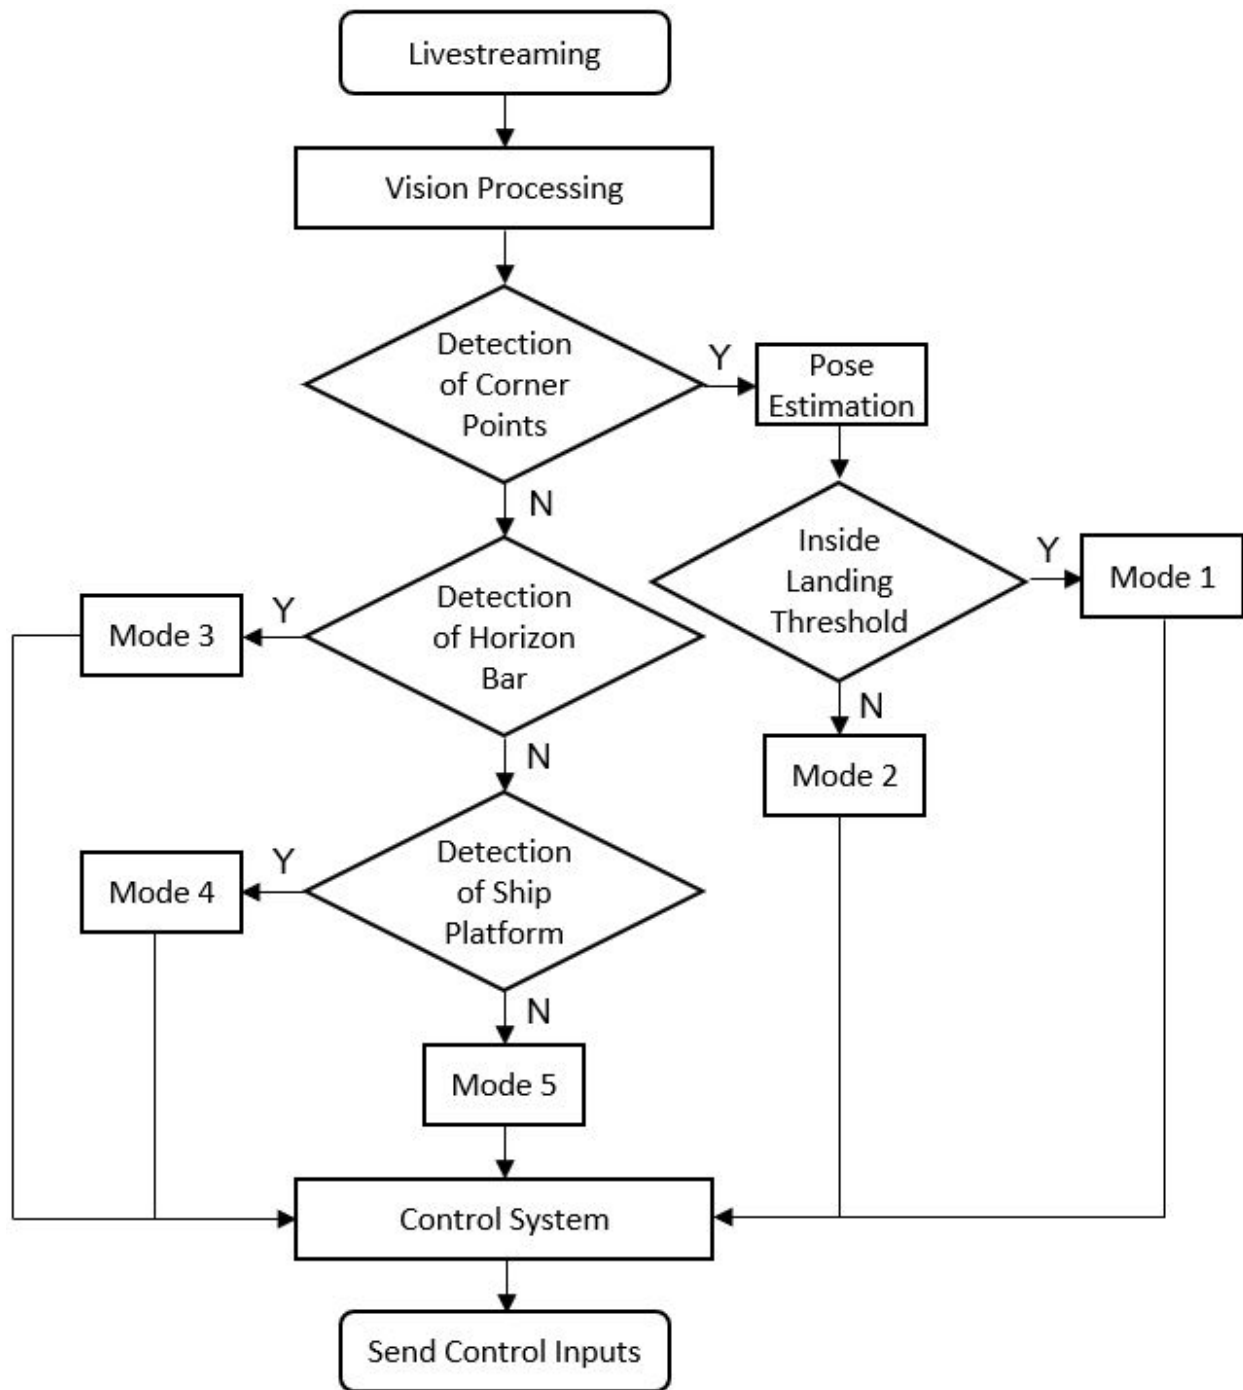 Livestreaming
Vision Processing
Detection
of Corner
Points
Y
Pose
Estimation
N
Inside
Landing
Threshold
Y
Mode 1
Detection
of Horizon
Bar
Y
Mode 3
N
Mode 2
N
Detection
of Ship
Platform
Y
Mode 4
N
Mode 5
Control System
Send Control Inputs